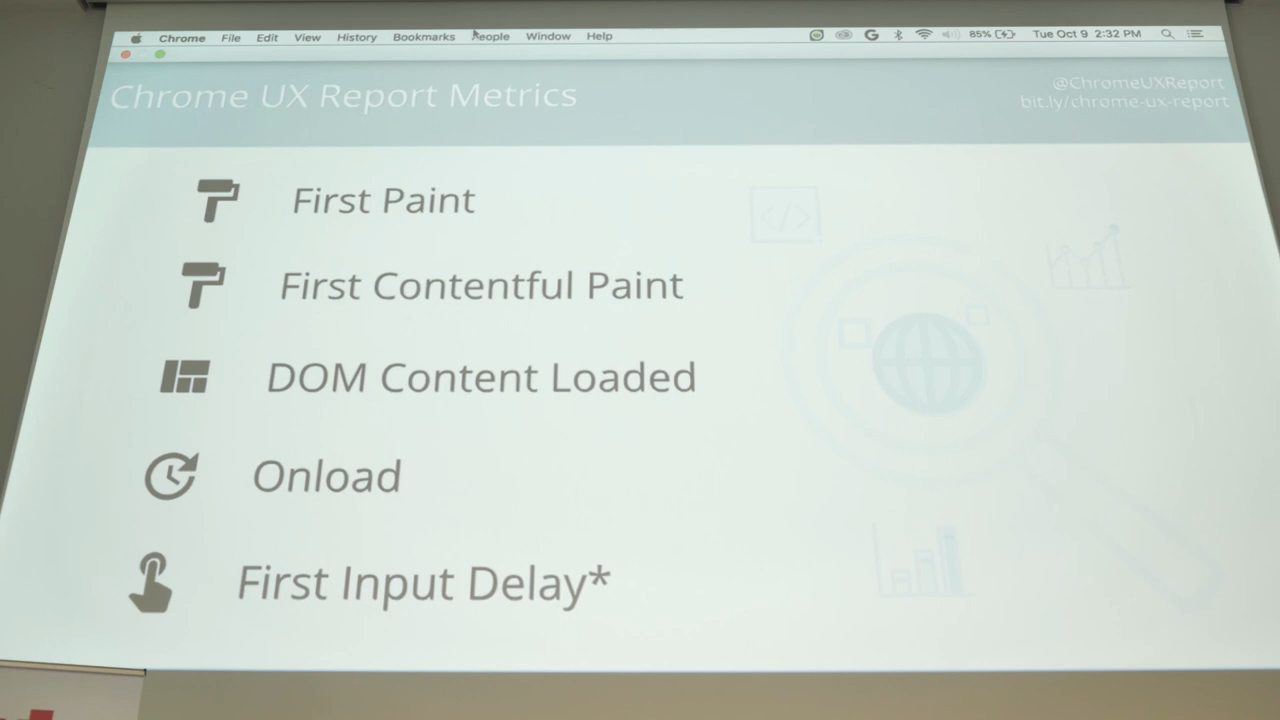 Chrome File Edit View History Bookmarks People Window Help 85% Tue Oct 9 2:32 PM
Chrome UX Report Metrics
@ChromeUXReport
bit.ly/chrome-ux-report
First Paint
First Contentful Paint
DOM Content Loaded
Onload
First Input Delay*